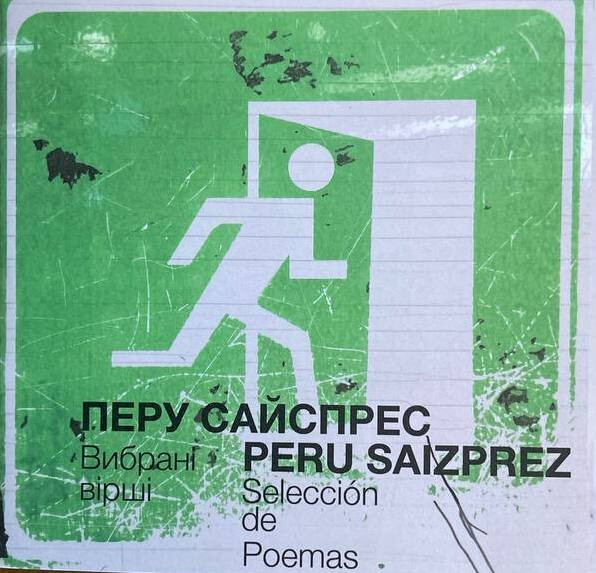 ПЕРУ САЙСПРЕС
Вибрані
вірші
PERU SAIZPREZ
Selección
de
Poemas